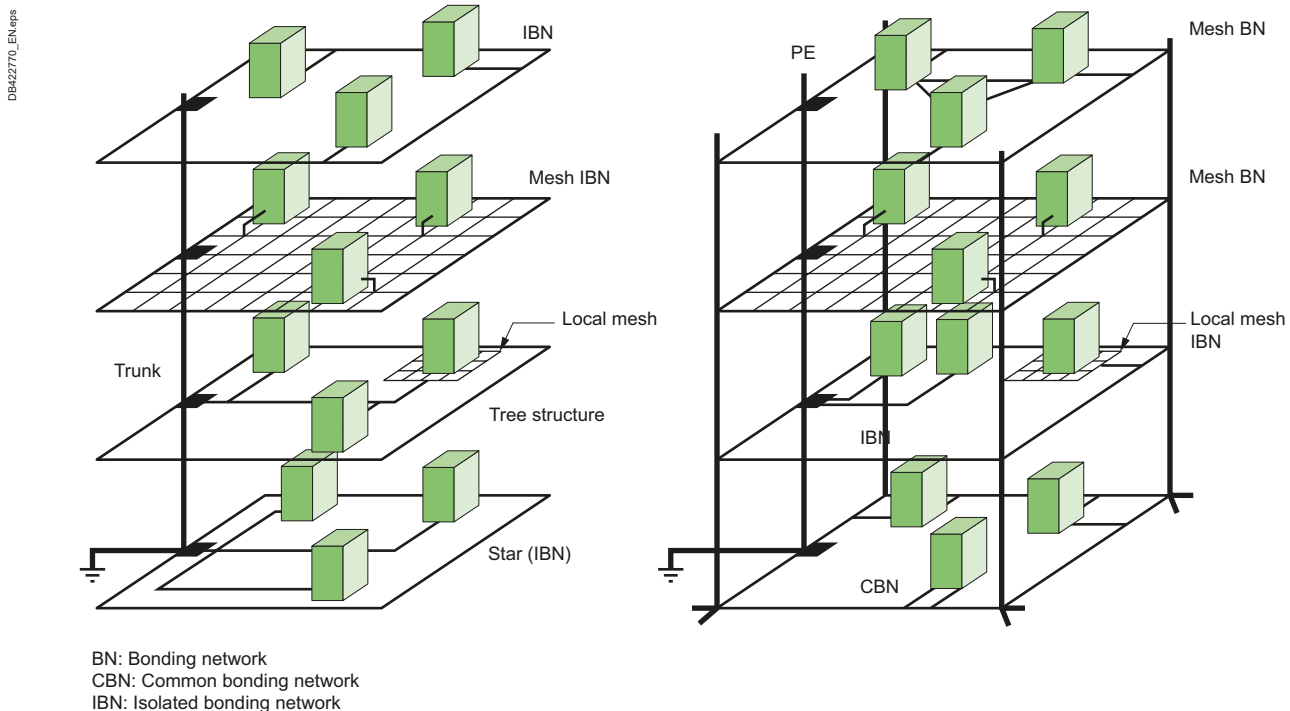 DB422770_EN.eps
IBN
Mesh IBN
Local mesh
Trunk
Tree structure
Star (IBN)
PE
Mesh BN
Mesh BN
Local mesh
IBN
IBN
CBN
BN: Bonding network
CBN: Common bonding network
IBN: Isolated bonding network